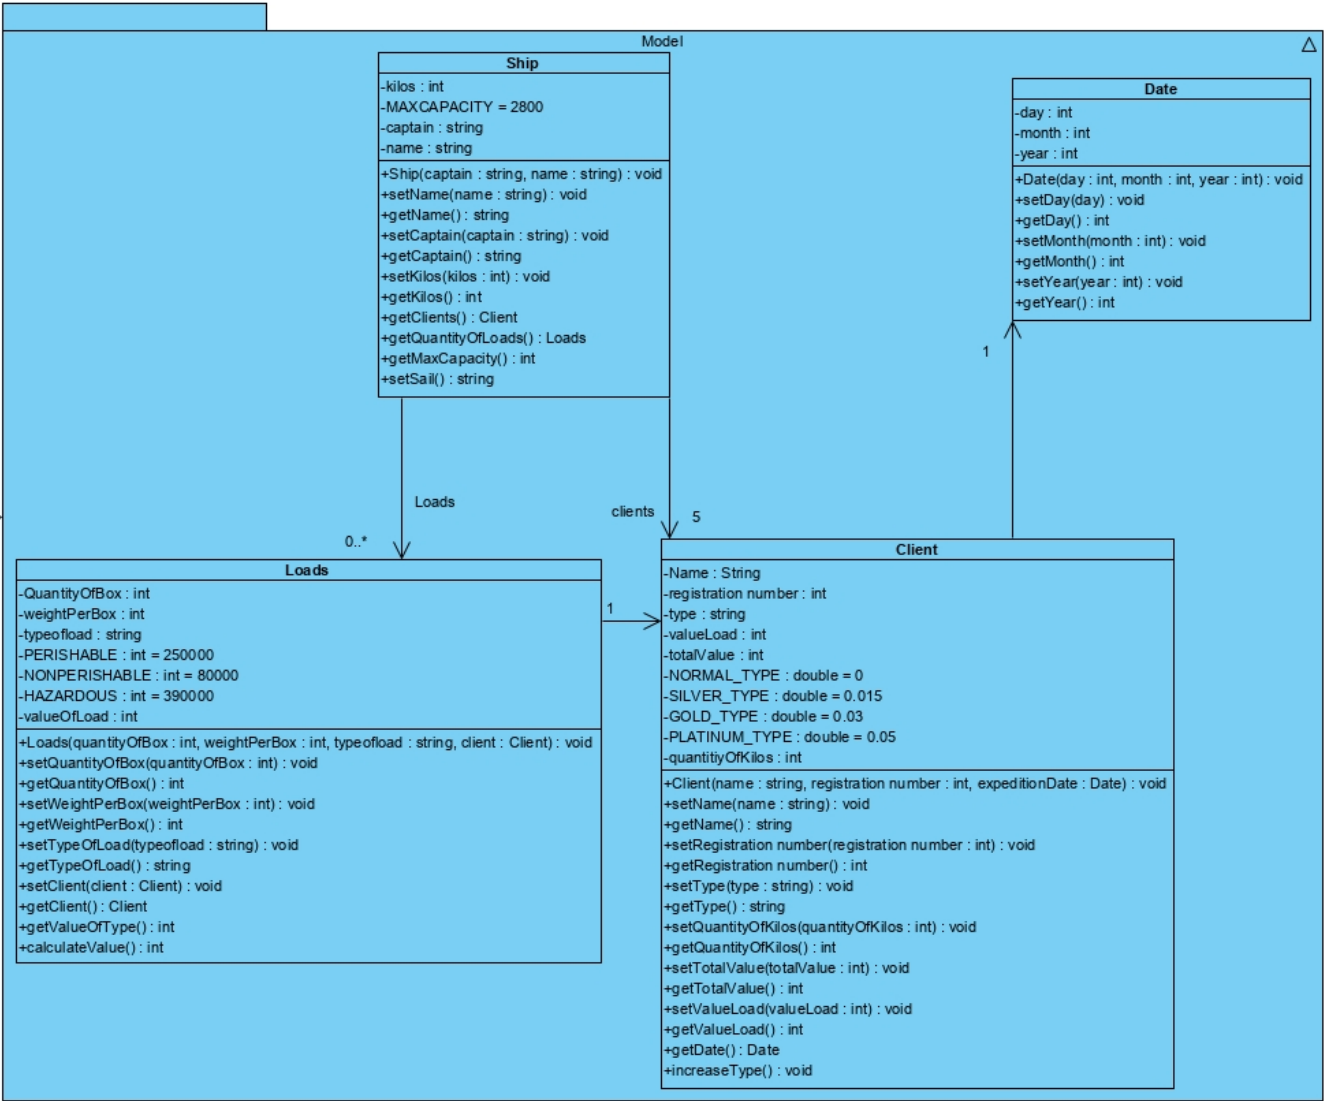 Model
Ship
-kilos : int
-MAXCAPACITY = 2800
-captain : string
-name : string
+Ship(captain : string, name : string) : void
+setName(name : string) : void
+getName() : string
+setCaptain(captain : string) : void
+getCaptain() : string
+setKilos(kilos : int) : void
+getKilos() : int
+getClients() : Client
+getQuantityOfLoads() : Loads
+getMaxCapacity() : int
+setSail() : string
Date
-day : int
-month : int
-year : int
+Date(day : int, month : int, year : int) : void
+setDay(day) : void
+getDay() : int
+setMonth(month : int) : void
+getMonth() : int
+setYear(year : int) : void
+getYear() : int
1
Loads
0..*
clients
5
Loads
-QuantityOfBox : int
-weightPerBox : int
-typeofload : string
-PERISHABLE : int = 250000
-NONPERISHABLE : int = 80000
-HAZARDOUS : int = 390000
-valueOfLoad : int
+Loads(quantityOfBox : int, weightPerBox : int, typeofload : string, client : Client) : void
+setQuantityOfBox(quantityOfBox : int) : void
+getQuantityOfBox() : int
+setWeightPerBox(weightPerBox : int) : void
+getWeightPerBox() : int
+setTypeOfLoad(typeofload : string) : void
+getTypeOfLoad() : string
+setClient(client : Client) : void
+getClient() : Client
+getValueOfType() : int
+calculateValue() : int
1
Client
-Name : String
-registration number : int
-type : string
-valueLoad : int
-totalValue : int
-NORMAL_TYPE : double = 0
-SILVER_TYPE : double = 0.015
-GOLD_TYPE : double = 0.03
-PLATINUM_TYPE : double = 0.05
-quantitiyOfKilos : int
+Client(name : string, registration number : int, expeditionDate : Date) : void
+setName(name : string) : void
+getName() : string
+setRegistration number(registration number : int) : void
+getRegistration number() : int
+setType(type : string) : void
+getType() : string
+setQuantityOfKilos(quantityOfKilos : int) : void
+getQuantityOfKilos() : int
+setTotalValue(totalValue : int) : void
+getTotalValue() : int
+setValueLoad(valueLoad : int) : void
+getValueLoad() : int
+getDate() : Date
+increaseType() : void